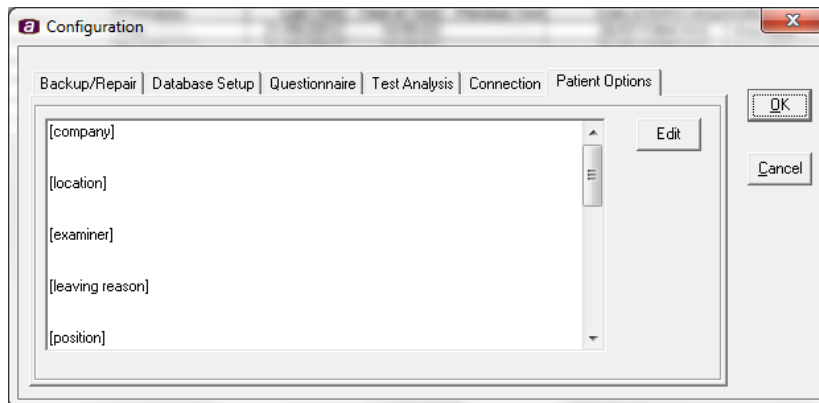 a Configuration
Backup/Repair Database Setup Questionnaire Test Analysis Connection Patient Options
OK
[company]
Edit
Cancel
[location]
[examiner]
[leaving reason]
[position]